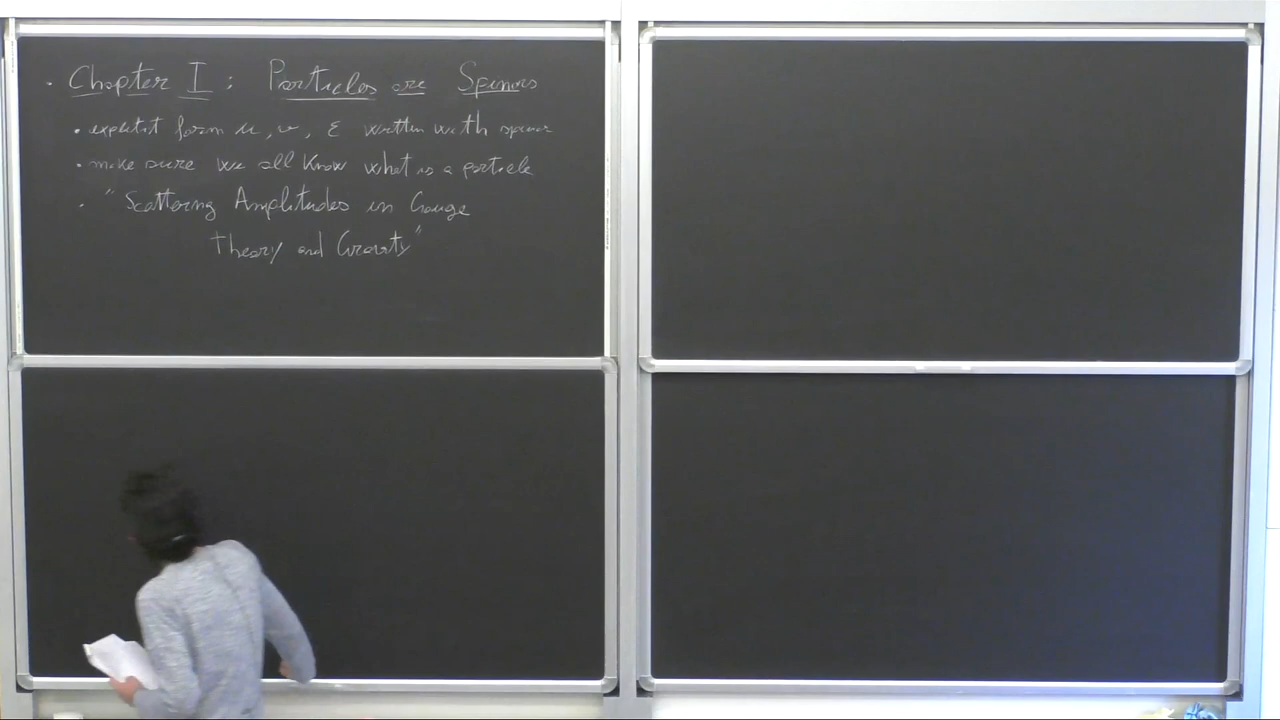 · Chapter I : Particles are Spinors
· explicit form u, v, ε written with spinor
· make sure we all know what is a particle
· "Scattering Amplitudes in Gauge
Theory and Gravity"